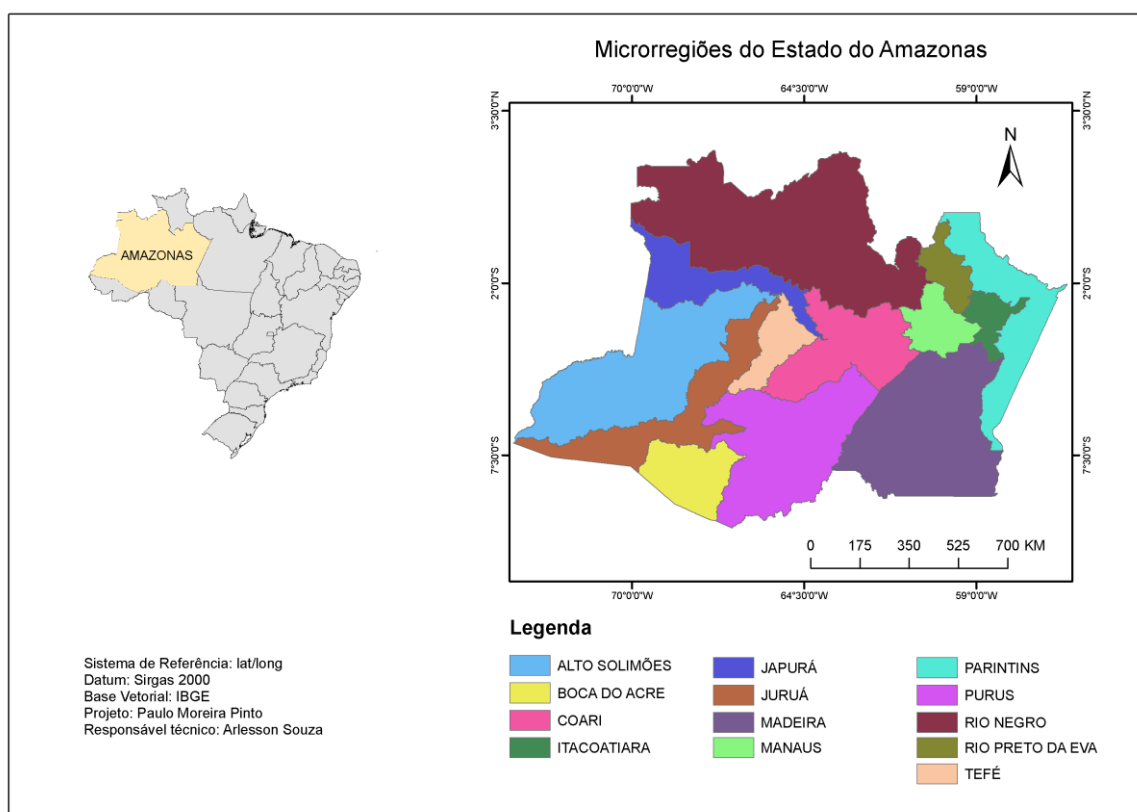 Microrregiões do Estado do Amazonas
70°0'0"W
64°30'0"W
59°0'0"W
3°30'0"N
3°30'0"N
N
AMAZONAS
2°0'0"S
2°0'0"S
7°30'0"S
7°30'0"S
0 175 350 525 700 KM
70°0'0"W
64°30'0"W
59°0'0"W
Legenda
ALTO SOLIMÕES
BOCA DO ACRE
COARI
ITACOATIARA
JAPURÁ
JURUÁ
MADEIRA
MANAUS
PARINTINS
PURUS
RIO NEGRO
RIO PRETO DA EVA
TEFÉ
Sistema de Referência: lat/long
Datum: Sirgas 2000
Base Vetorial: IBGE
Projeto: Paulo Moreira Pinto
Responsável técnico: Arlesson Souza